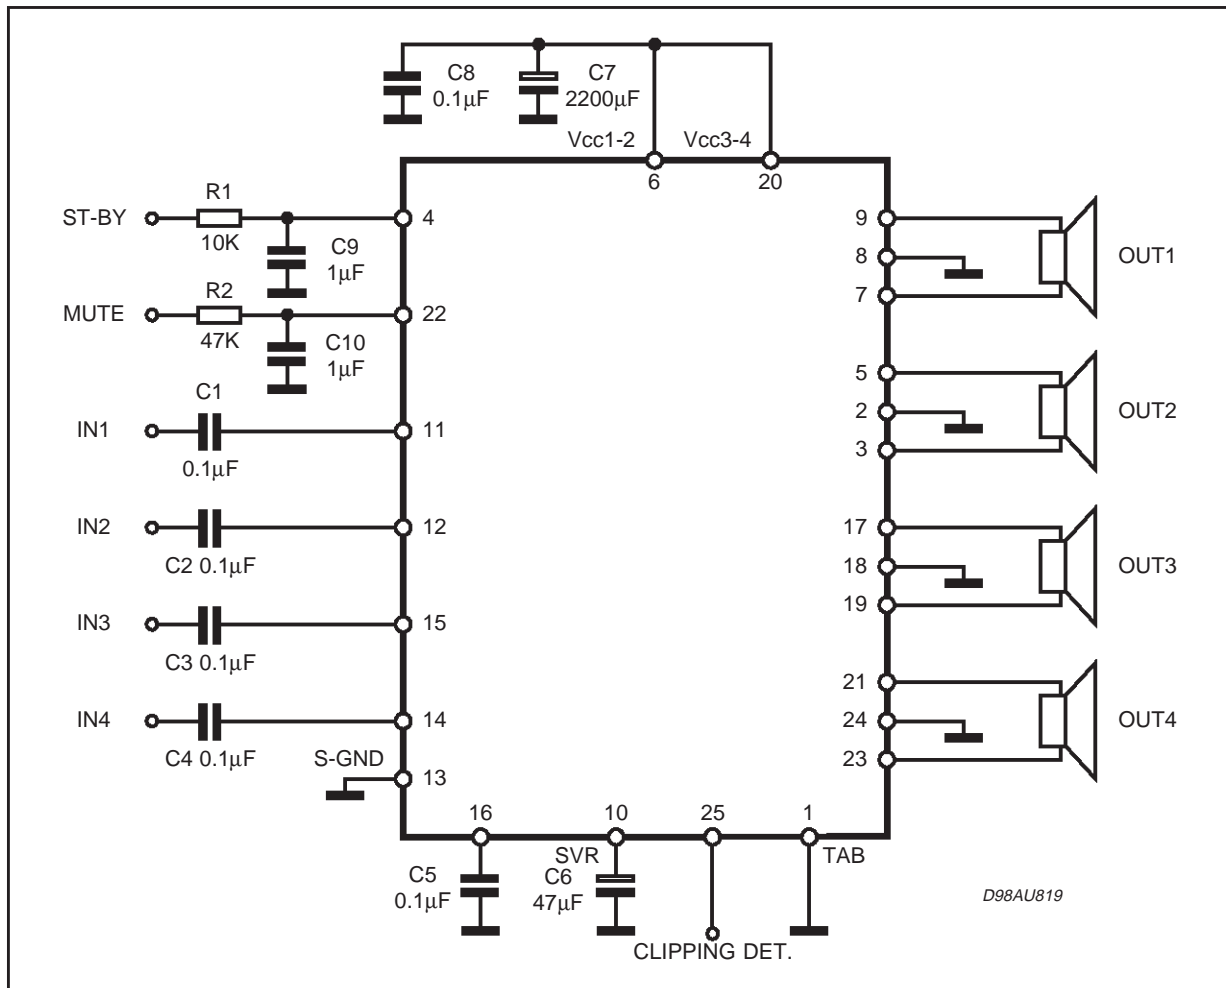 C8
0.1µF
C7
2200µF
Vcc1-2
Vcc3-4
6
20
R1
ST-BY
10K
4
C9
1µF
R2
MUTE
47K
22
C10
1µF
C1
IN1
0.1µF
11
IN2
C2 0.1µF
12
IN3
C3 0.1µF
15
IN4
C4 0.1µF
14
S-GND
13
9
8
7
OUT1
5
2
3
OUT2
17
18
19
OUT3
21
24
23
OUT4
16
10
25
1
SVR
TAB
C5
0.1µF
C6
47µF
CLIPPING DET.
D98AU819